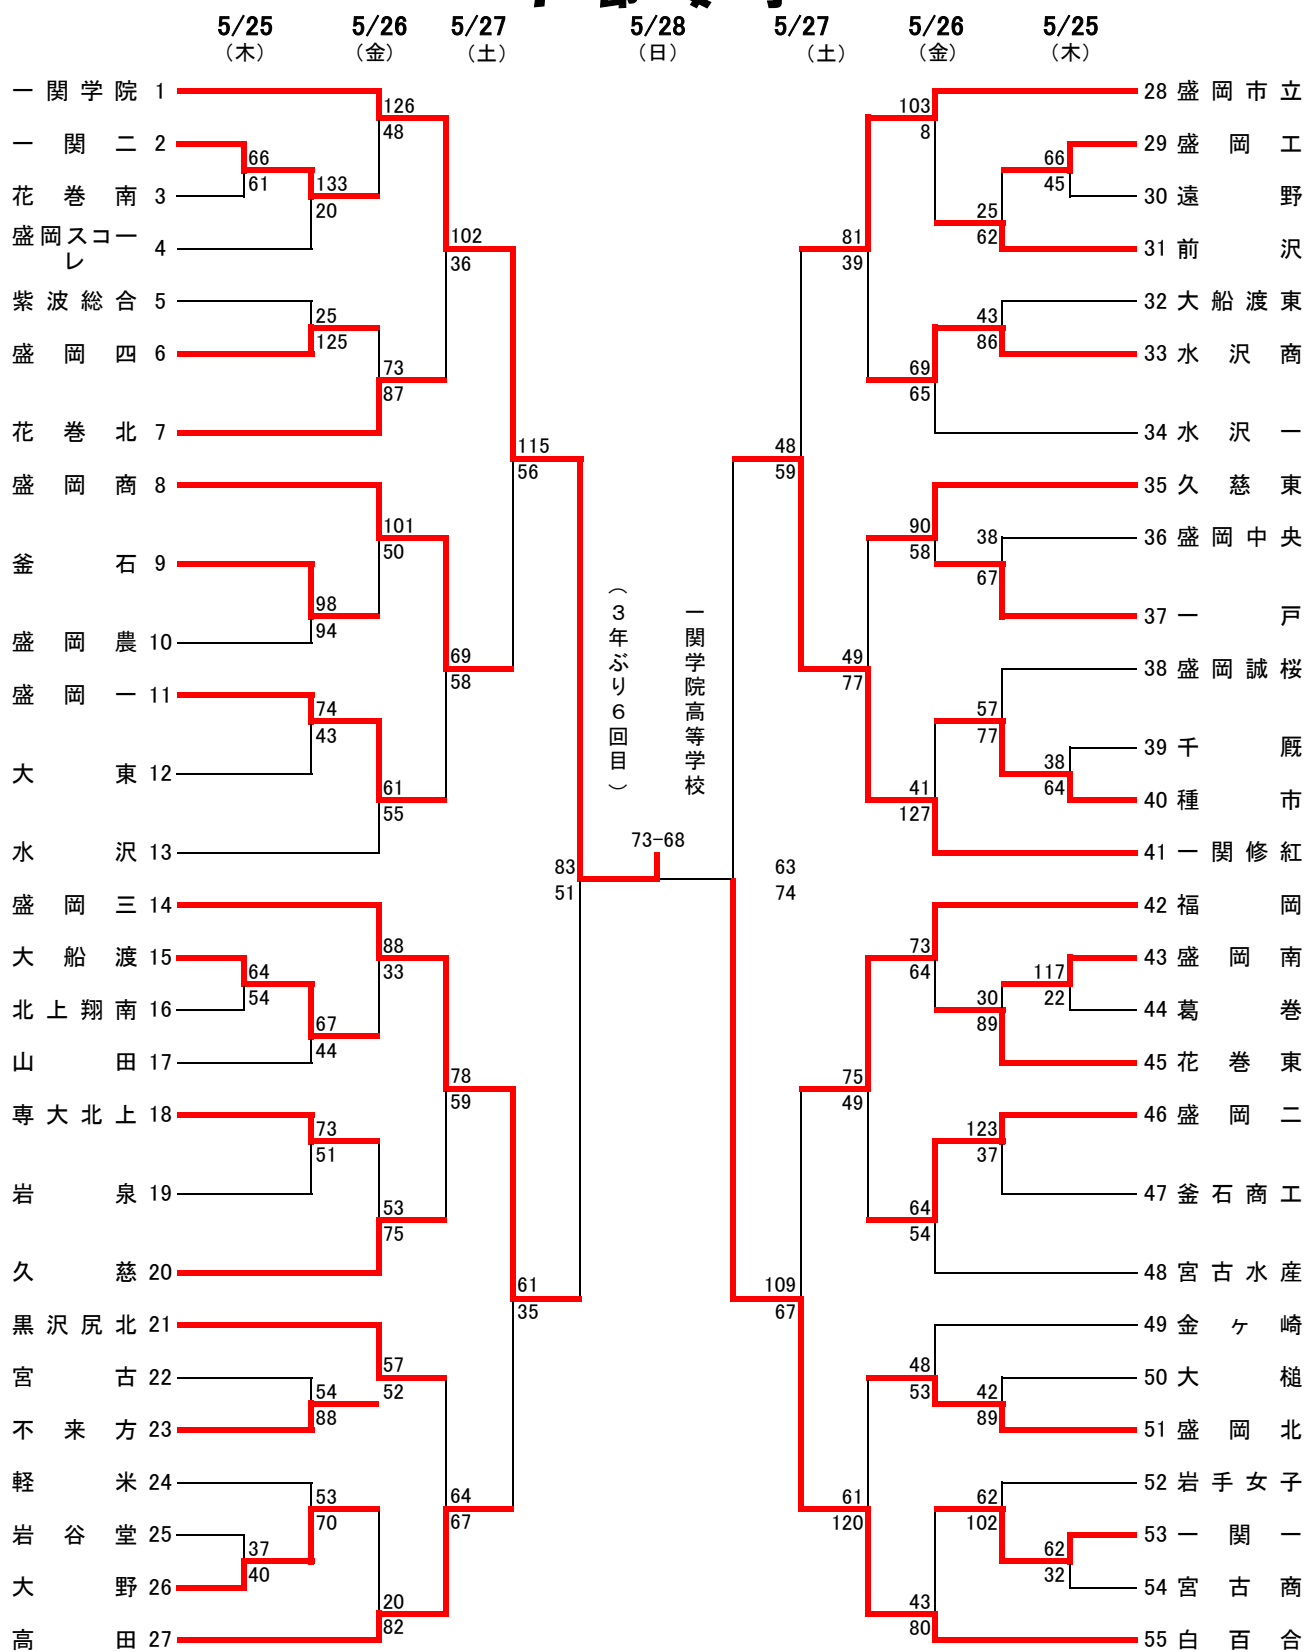 5/25 5/26 5/27 5/28 5/27 5/26 5/25
（木） （金） （土） （日） （土） （金） （木）
一関学院 1
一関二 2
花巻南 3
盛岡スコー
レ 4
紫波総合 5
盛岡四 6
花巻北 7
盛岡商 8
釜石 9
盛岡農 10
盛岡一 11
大東 12
水沢 13
盛岡三 14
大船渡 15
北上翔南 16
山田 17
専大北上 18
岩泉 19
久慈 20
黒沢尻北 21
宮古 22
不来方 23
軽米 24
岩谷堂 25
大野 26
高田 27
66
61
37
40
133
20
25
125
98
94
74
43
67
44
73
51
54
88
53
70
126
48
73
87
101
50
61
55
88
33
53
75
57
52
20
82
102
36
69
58
78
59
64
67
64
54
115
56
61
35
83
51
（３年ぶり６回目）
一関学院高等学校
73-68
63
74
48
59
109
67
81
39
49
77
75
49
61
120
103
8
69
65
90
58
41
127
73
64
64
54
48
53
43
80
25
62
43
86
38
67
57
77
30
89
123
37
42
89
62
102
66
45
38
64
117
22
62
32
28 盛岡市立
29 盛岡工
30 遠野
31 前沢
32 大船渡東
33 水沢商
34 水沢一
35 久慈東
36 盛岡中央
37 一戸
38 盛岡誠桜
39 千厩
40 種市
41 一関修紅
42 福岡
43 盛岡南
44 葛巻
45 花巻東
46 盛岡二
47 釜石商工
48 宮古水産
49 金ヶ崎
50 大槌
51 盛岡北
52 岩手女子
53 一関一
54 宮古商
55 白百合